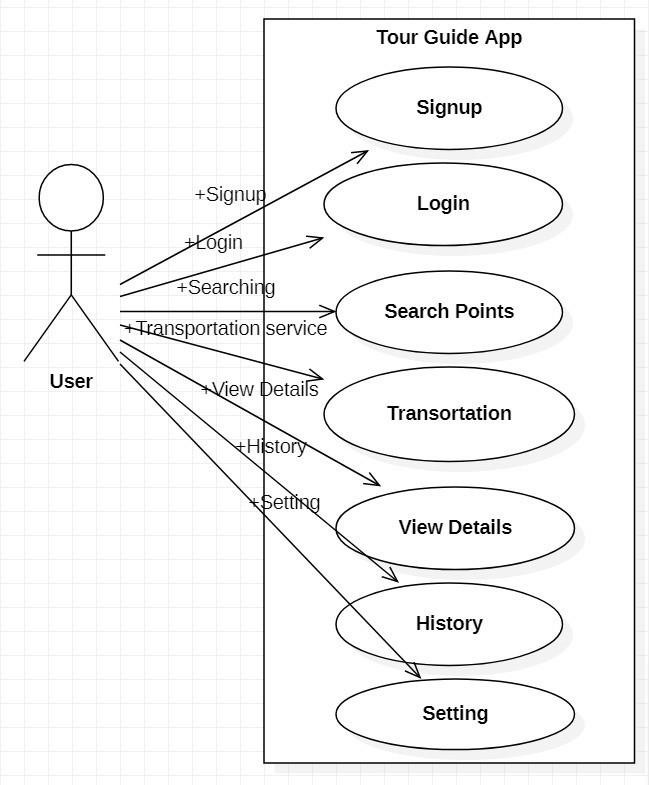 Tour Guide App
Signup
+Signup
Login
+Login
+Searching
Search Points
+Transportation service
User
+View Details
Transortation
+History
+Setting
View Details
History
Setting